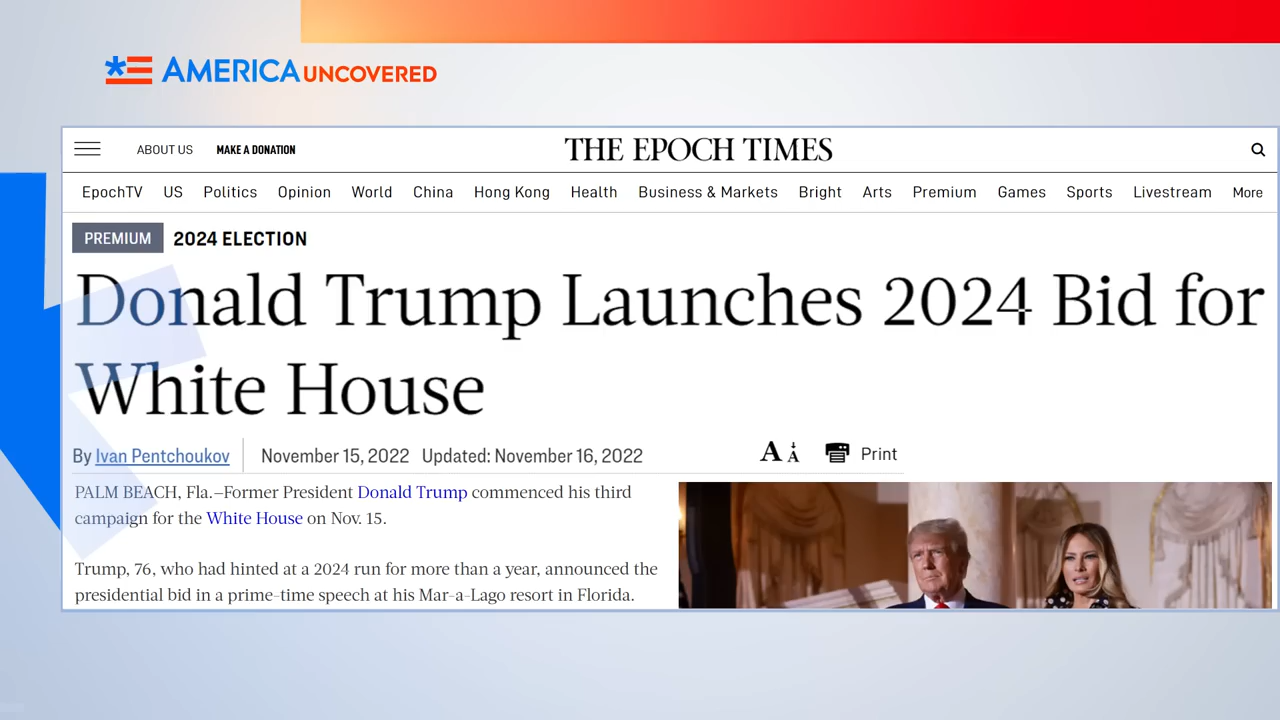 AMERICA UNCOVERED
ABOUT US MAKE A DONATION THE EPOCH TIMES
EpochTV US Politics Opinion World China Hong Kong Health Business & Markets Bright Arts Premium Games Sports Livestream More
PREMIUM 2024 ELECTION
Donald Trump Launches 2024 Bid for
White House
By Ivan Pentchoukov November 15, 2022 Updated: November 16, 2022 A A Print
PALM BEACH, Fla.–Former President Donald Trump commenced his third
campaign for the White House on Nov. 15.
Trump, 76, who had hinted at a 2024 run for more than a year, announced the
presidential bid in a prime-time speech at his Mar-a-Lago resort in Florida.